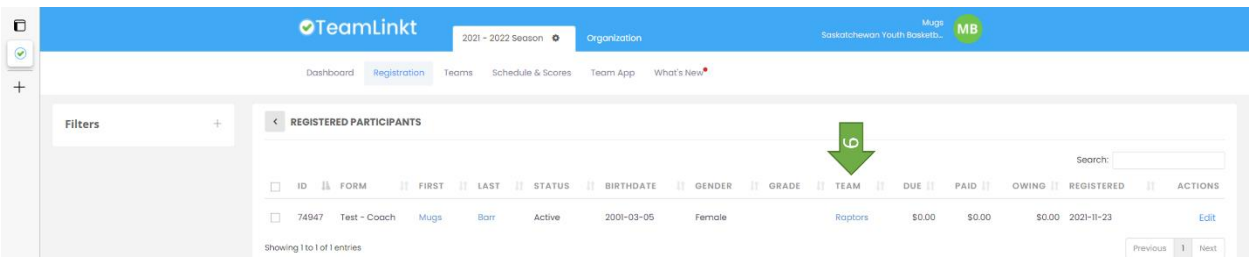 TeamLinkt
2021 - 2022 Season
Organization
Mugs
Saskatchewan Youth Basketb...
MB
Dashboard Registration Teams Schedule & Scores Team App What's New
Filters +
< REGISTERED PARTICIPANTS
6
Search:
ID FORM FIRST LAST STATUS BIRTHDATE GENDER GRADE TEAM DUE PAID OWING REGISTERED ACTIONS
74947 Test - Coach Mugs Barr Active 2001-03-05 Female Raptors $0.00 $0.00 $0.00 2021-11-23 Edit
Showing 1 to 1 of 1 entries
Previous 1 Next